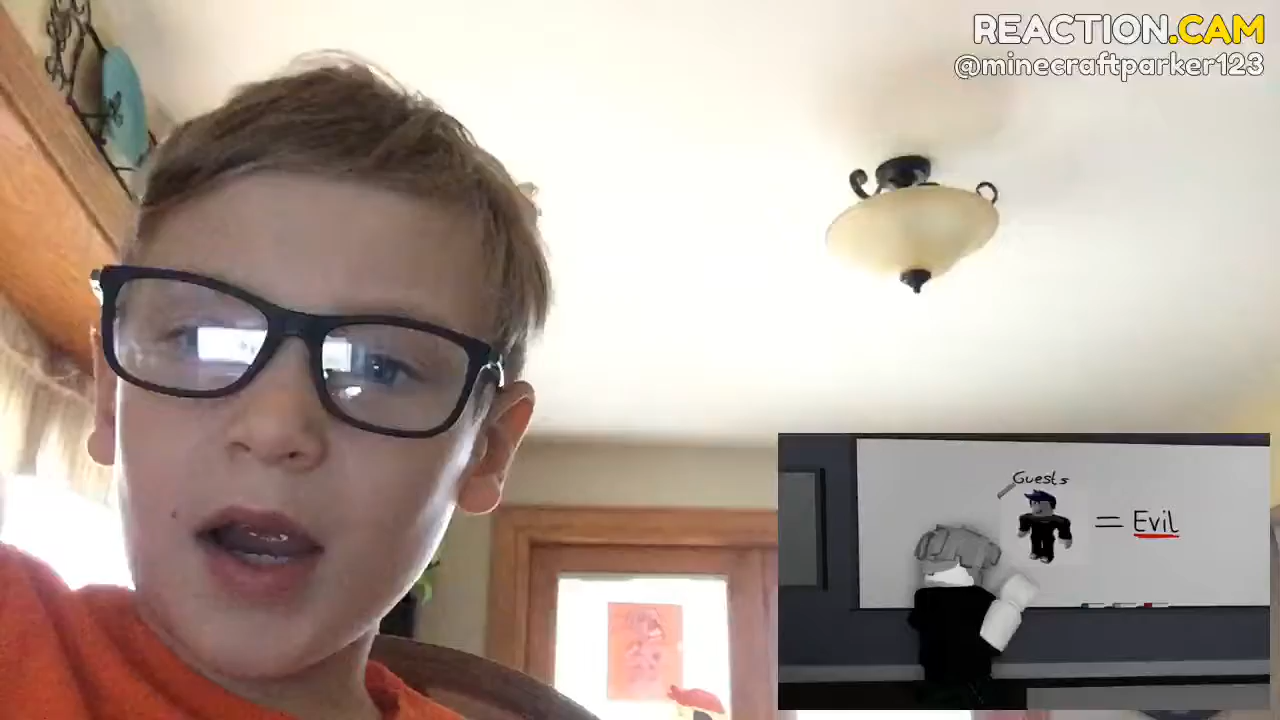 REACTION.CAM
@minecraftparker123
Guests
= Evil